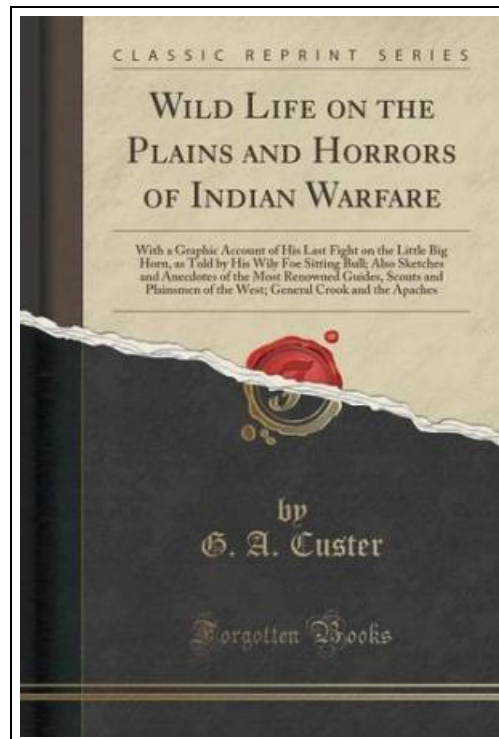 CLASSIC REPRINT SERIES
WILD LIFE ON THE
PLAINS AND HORRORS
OF INDIAN WARFARE
With a Graphic Account of His Last Fight on the Little Big
Horn, as Told by His Wily Foe Sitting Bull; Also Sketches
and Anecdotes of the Most Renowned Guides, Scouts and
Plainsmen of the West; General Crook and the Apaches
by
G. A. Custer
Forgotten Books